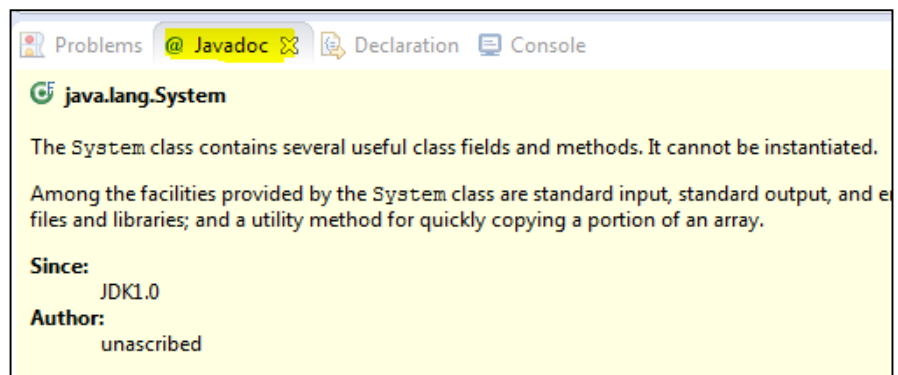 Problems @ Javadoc Declaration Console
java.lang.System
The System class contains several useful class fields and methods. It cannot be instantiated.
Among the facilities provided by the System class are standard input, standard output, and
files and libraries; and a utility method for quickly copying a portion of an array.
Since:
JDK1.0
Author:
unascribed